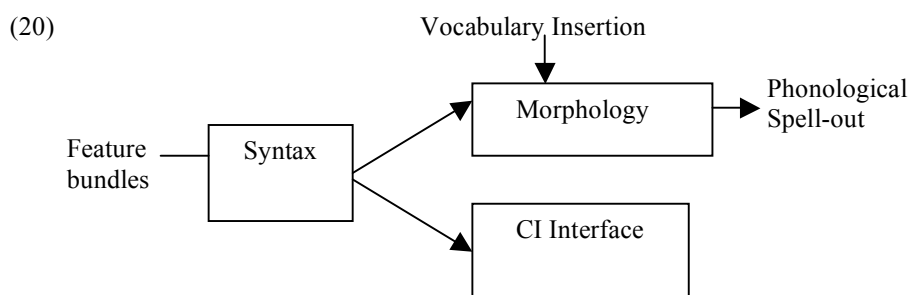 (20)
Vocabulary Insertion
Morphology
Phonological
Spell-out
Feature
bundles
Syntax
CI Interface